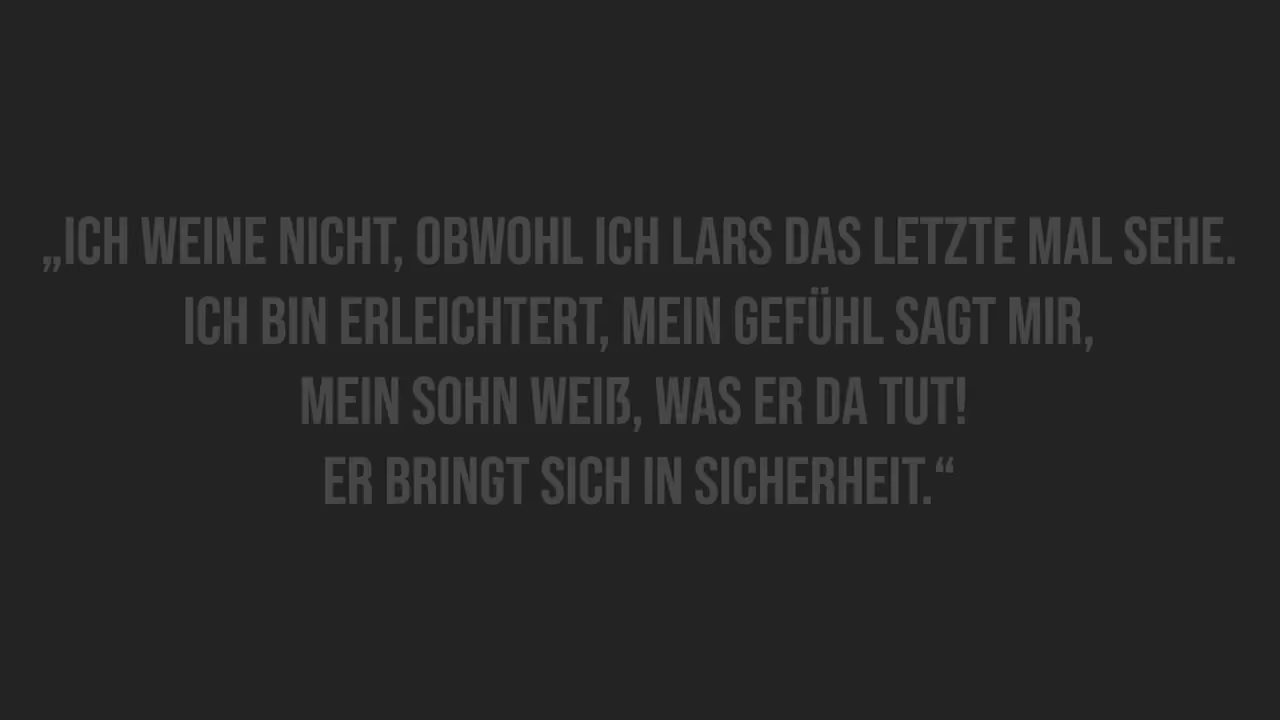 „ICH WEINE NICHT, OBWOHL ICH LARS DAS LETZTE MAL SEHE.
ICH BIN ERLEICHTERT, MEIN GEFÜHL SAGT MIR,
MEIN SOHN WEIß, WAS ER DA TUT!
ER BRINGT SICH IN SICHERHEIT.“